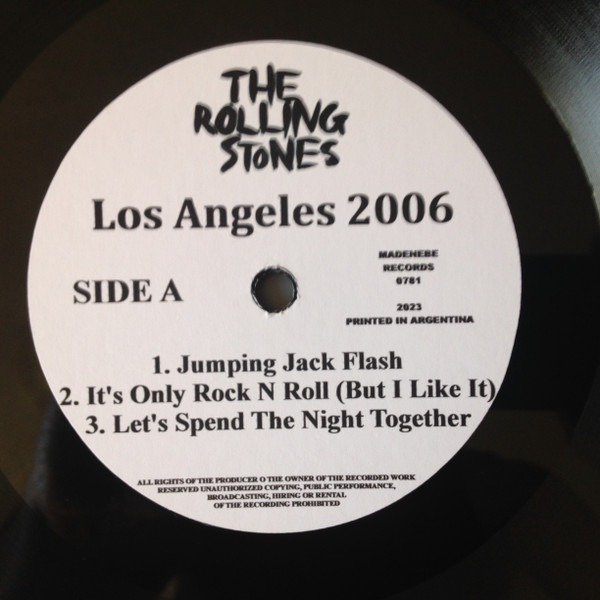 THE
ROLLING
STONES
Los Angeles 2006
SIDE A
MADEHEBE
RECORDS
0781
2023
PRINTED IN ARGENTINA
1. Jumping Jack Flash
2. It's Only Rock N Roll (But I Like It)
3. Let's Spend The Night Together
ALL RIGHTS OF THE PRODUCER O THE OWNER OF THE RECORDED WORK
RESERVED UNAUTHORIZED COPYING, PUBLIC PERFORMANCE,
BROADCASTING, HIRING OR RENTAL
OF THE RECORDING PROHIBITED